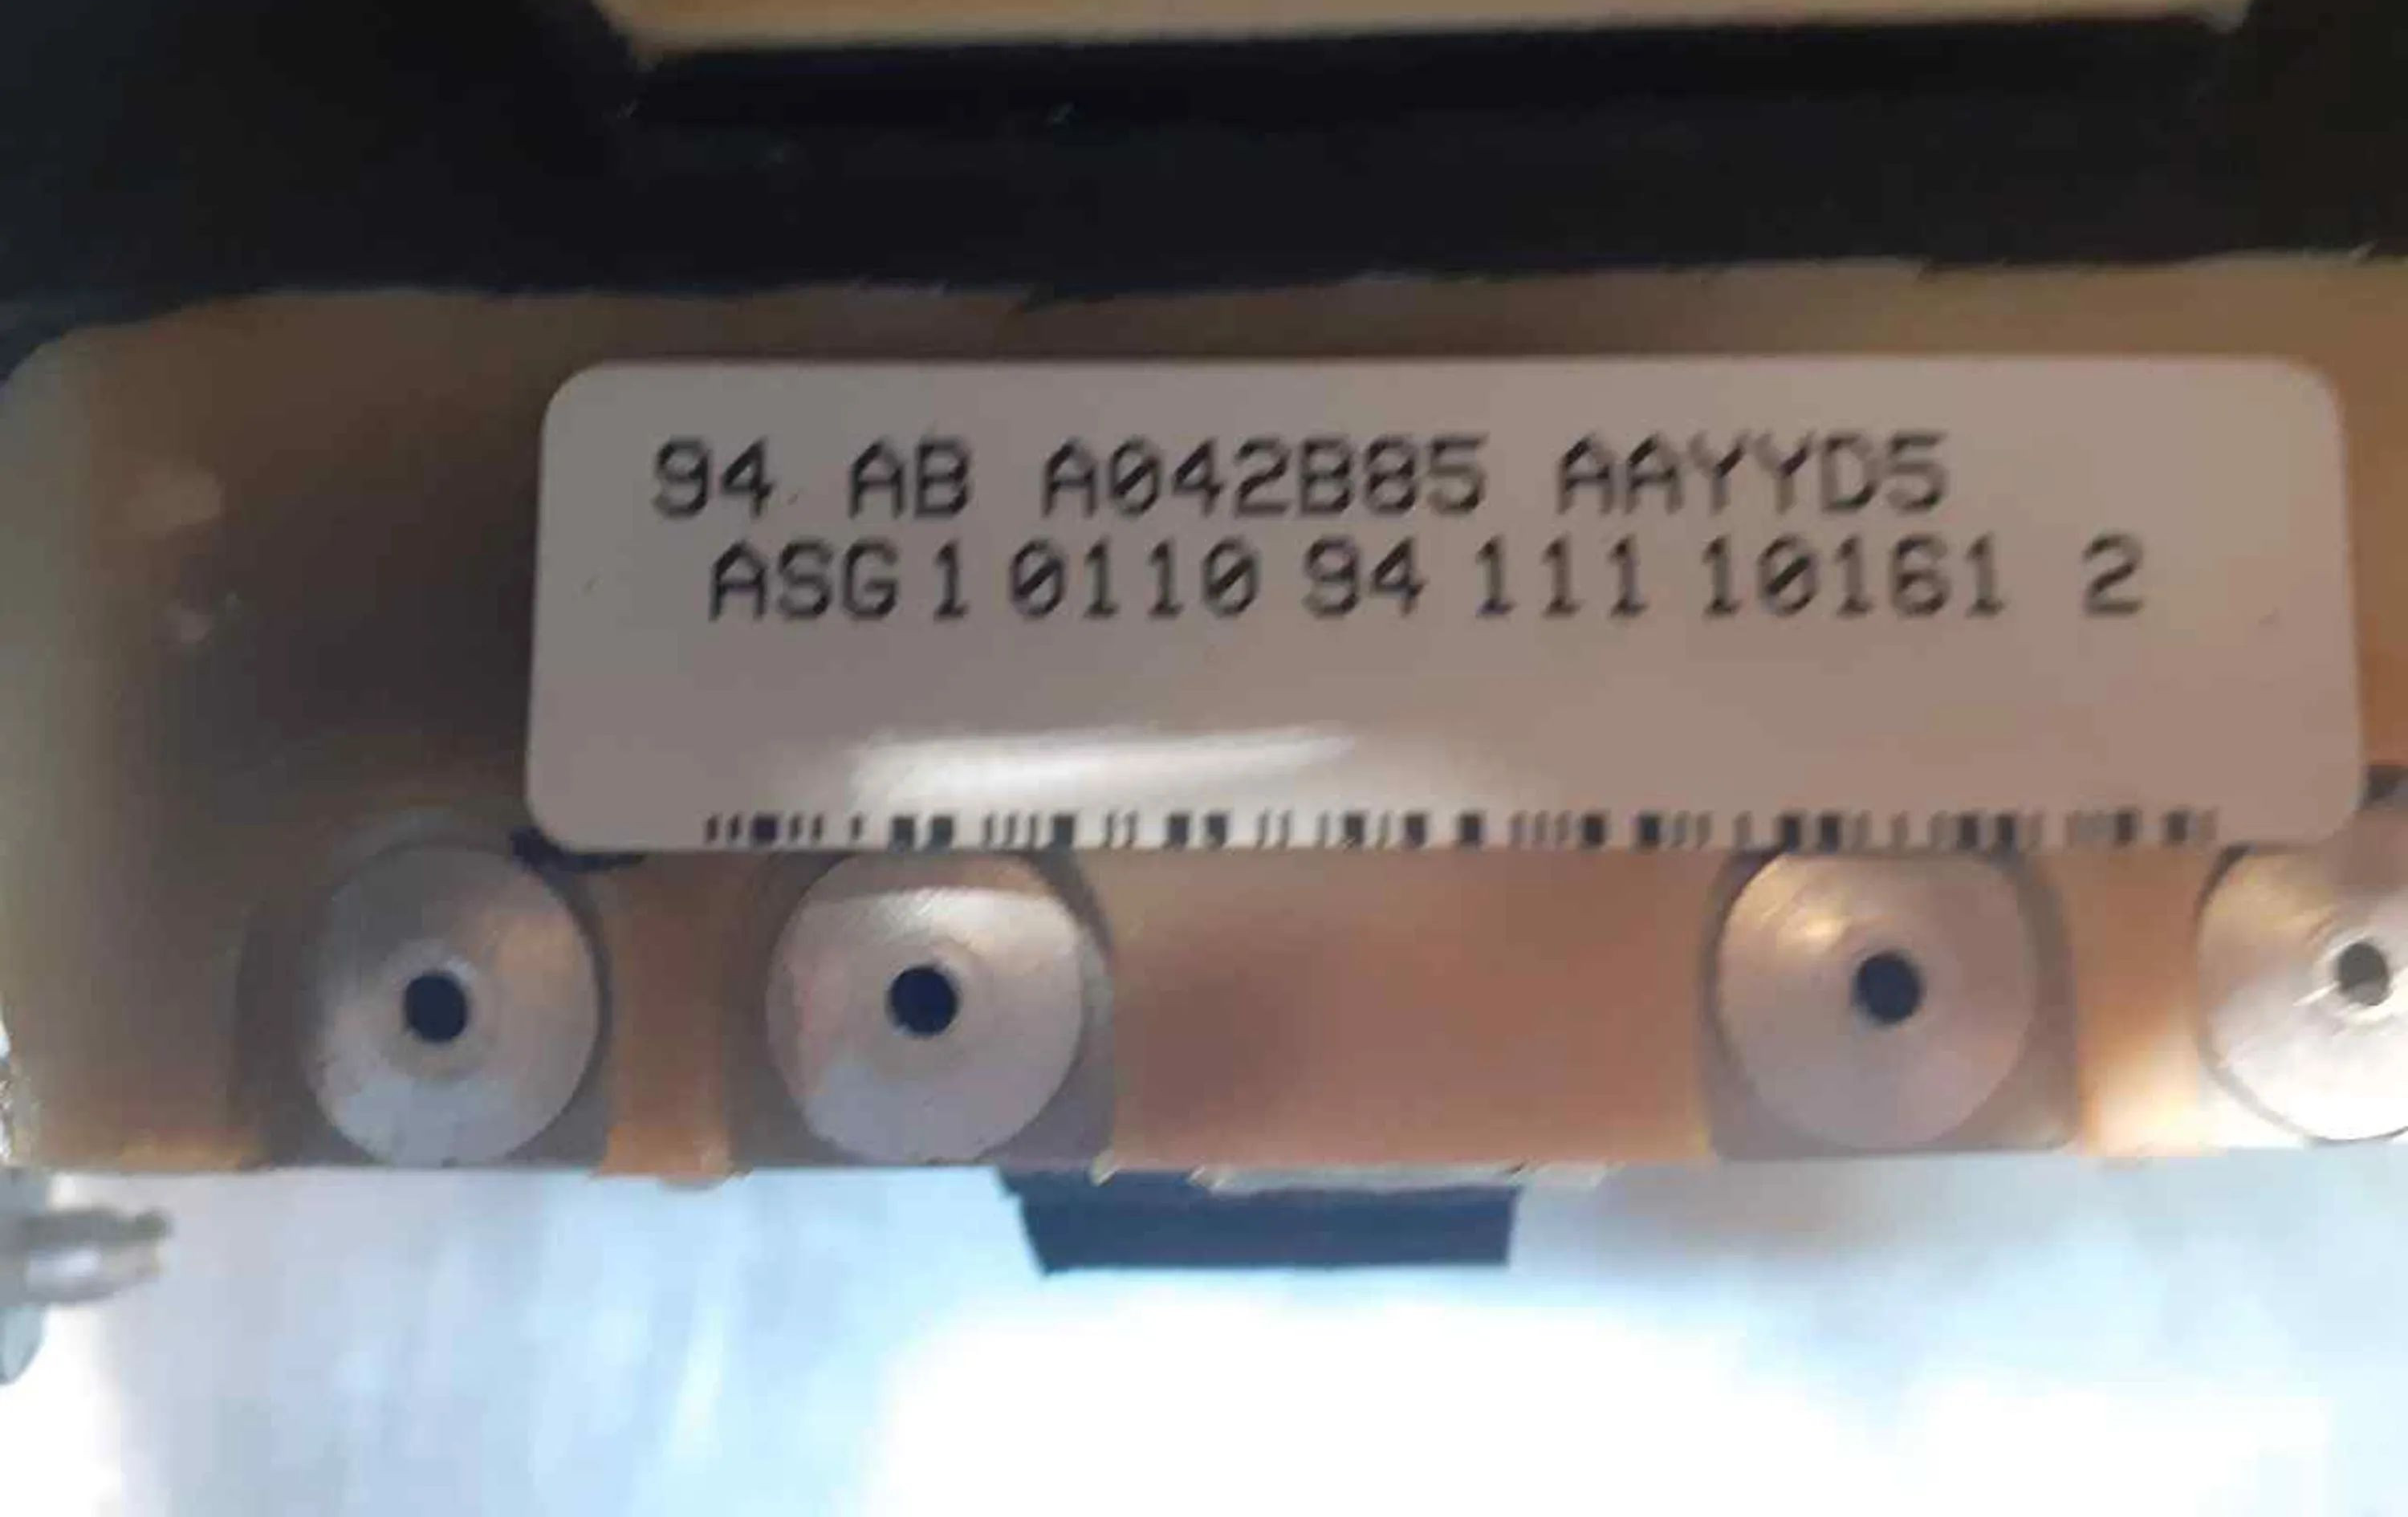 94 AB A042B85 AAYYD5
ASG 1 0110 94 111 10161 2